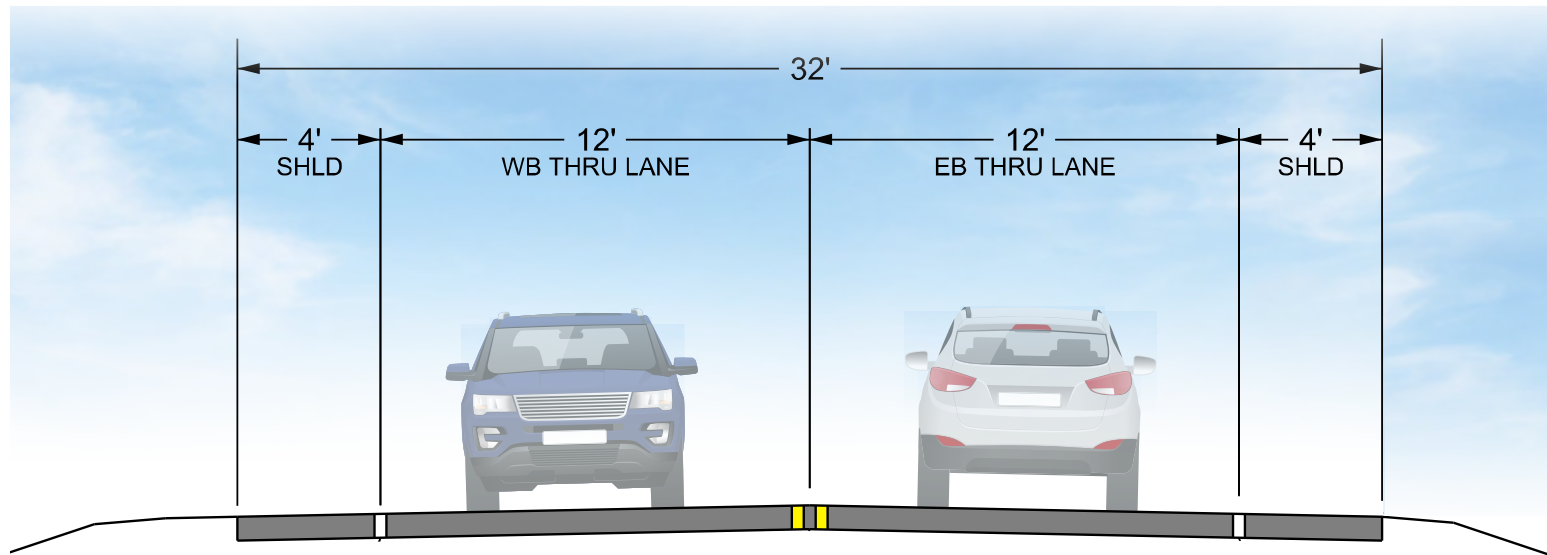 32'
4'
SHLD
12'
WB THRU LANE
12'
EB THRU LANE
4'
SHLD